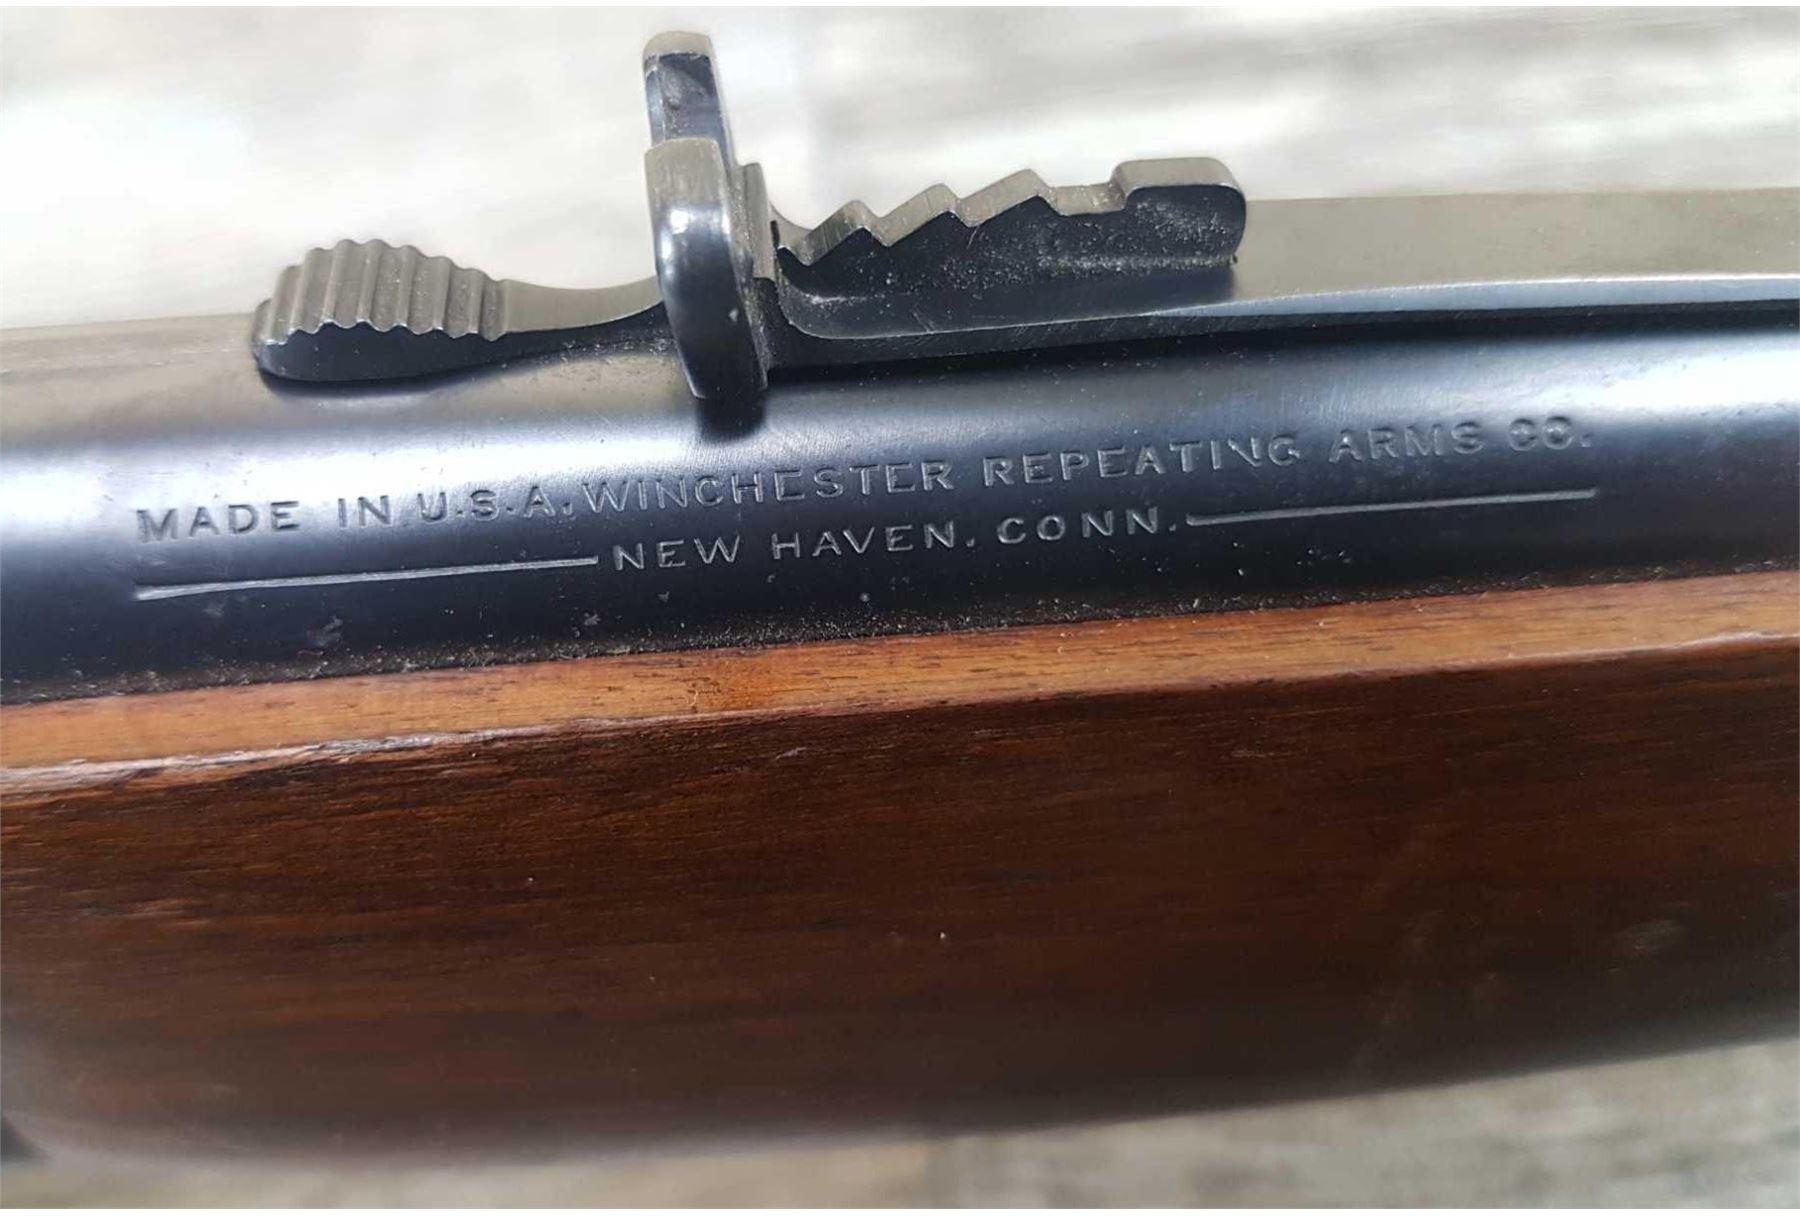 MADE IN U.S.A. WINCHESTER REPEATING ARMS CO.
NEW HAVEN. CONN.